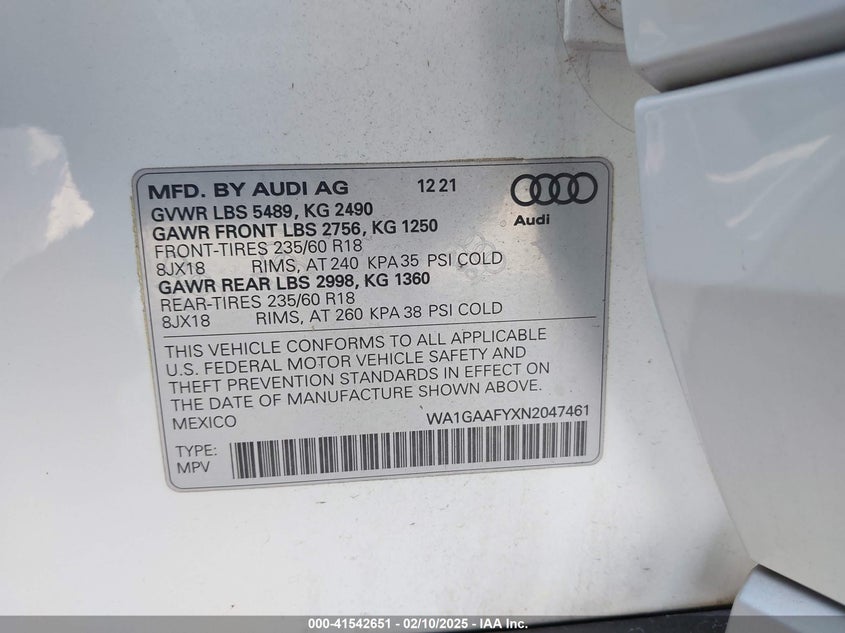 MFD. BY AUDI AG 12 21
GVWR LBS 5489, KG 2490
GAWR FRONT LBS 2756, KG 1250
Audi
FRONT-TIRES 235/60 R18
8JX18 RIMS, AT 240 KPA 35 PSI COLD
GAWR REAR LBS 2998, KG 1360
REAR-TIRES 235/60 R18
8JX18 RIMS, AT 260 KPA 38 PSI COLD
THIS VEHICLE CONFORMS TO ALL APPLICABLE
U.S. FEDERAL MOTOR VEHICLE SAFETY AND
THEFT PREVENTION STANDARDS IN EFFECT ON
THE DATE OF MANUFACTURE SHOWN ABOVE.
MEXICO WA1GAAFYXN2047461
TYPE:
MPV
000-41542651 — 02/10/2025 — IAA Inc.